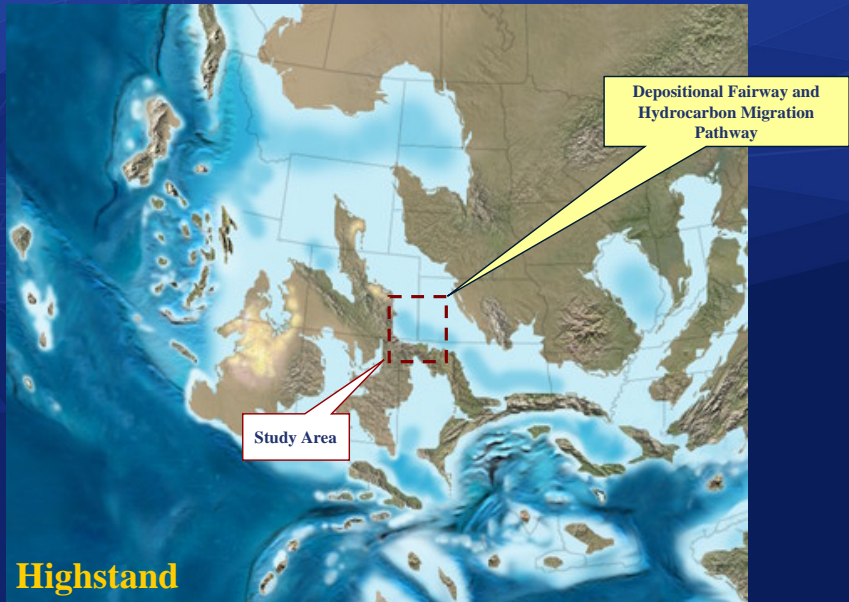 Depositional Fairway and
Hydrocarbon Migration
Pathway
Study Area
Highstand